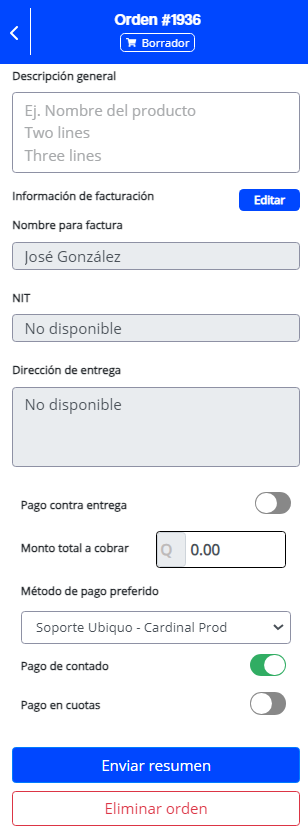 Orden #1936
Borrador
Descripción general
Ej. Nombre del producto
Two lines
Three lines
Información de facturación
Editar
Nombre para factura
José González
NIT
No disponible
Dirección de entrega
No disponible
Pago contra entrega
Monto total a cobrar
Q 0.00
Método de pago preferido
Soporte Ubiquo - Cardinal Prod
Pago de contado
Pago en cuotas
Enviar resumen
Eliminar orden